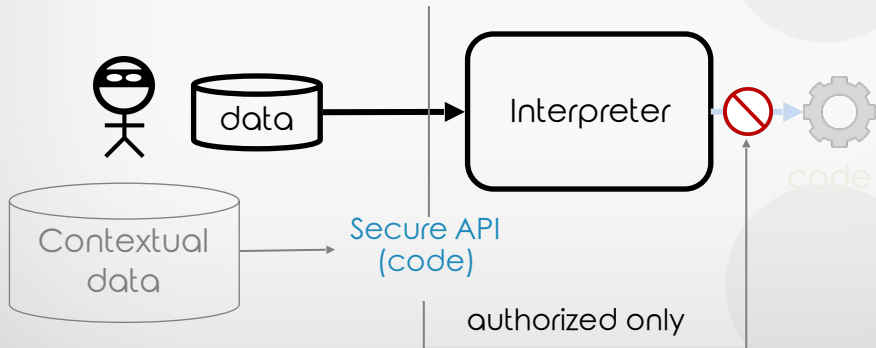 data
Interpreter
code
Contextual
data
Secure API
(code)
authorized only